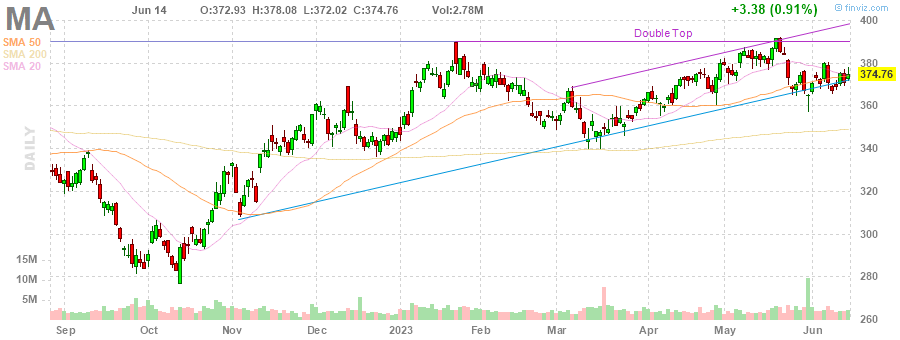 MA
Jun 14
O:372.93 H:378.08 L:372.02 C:374.76
Vol:2.78M
+3.38 (0.91%)
© finviz.com
SMA 50
SMA 200
SMA 20
Double Top
400
380
374.76
360
340
320
300
280
260
DAILY
15M
10M
5M
Sep Oct Nov Dec 2023 Feb Mar Apr May Jun